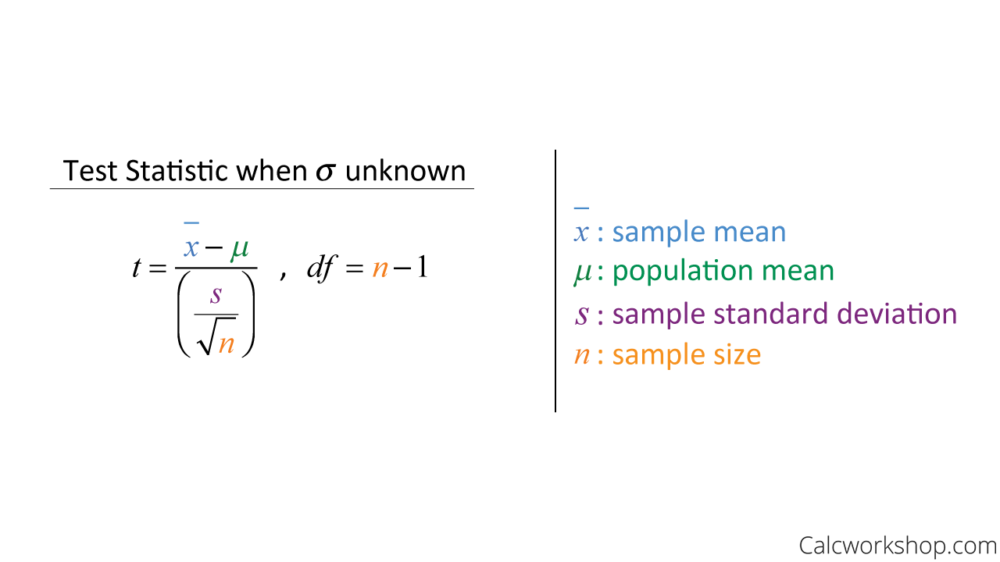 Test Statistic when σ unknown
t = (x̄ − μ) / (s / √n) , df = n − 1
x̄ : sample mean
μ : population mean
s : sample standard deviation
n : sample size
Calcworkshop.com